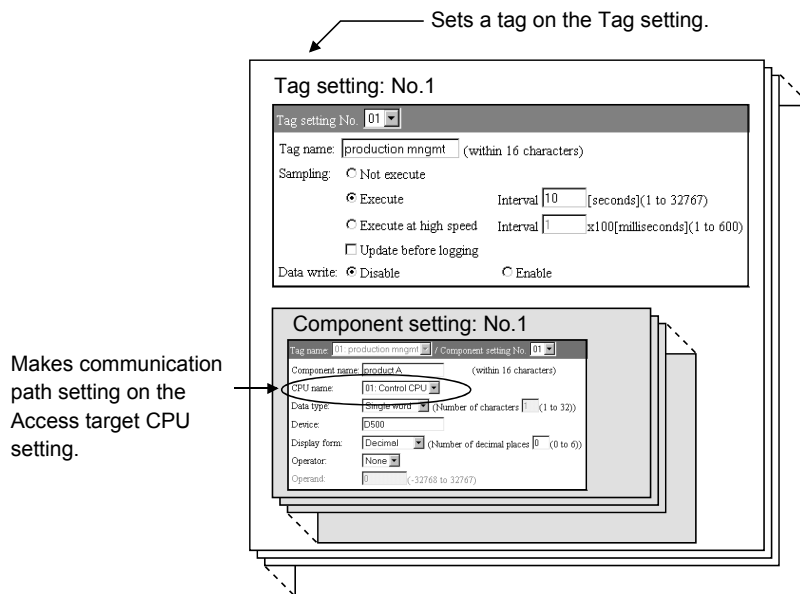 Sets a tag on the Tag setting.
Tag setting: No.1
Tag setting No. 01
Tag name: production mngmt (within 16 characters)
Sampling: Not execute
Execute Interval 10 [seconds](1 to 32767)
Execute at high speed Interval 1 x100[milliseconds](1 to 600)
Update before logging
Data write: Disable Enable
Component setting: No.1
Tag name: 01: production mngmt / Component setting No. 01
Component name: product A (within 16 characters)
CPU name: 01: Control CPU
Data type: Single word (Number of characters 1 (1 to 32))
Device: D500
Display form: Decimal (Number of decimal places 0 (0 to 6))
Operator: None
Operand: 0 (-32768 to 32767)
Makes communication
path setting on the
Access target CPU
setting.